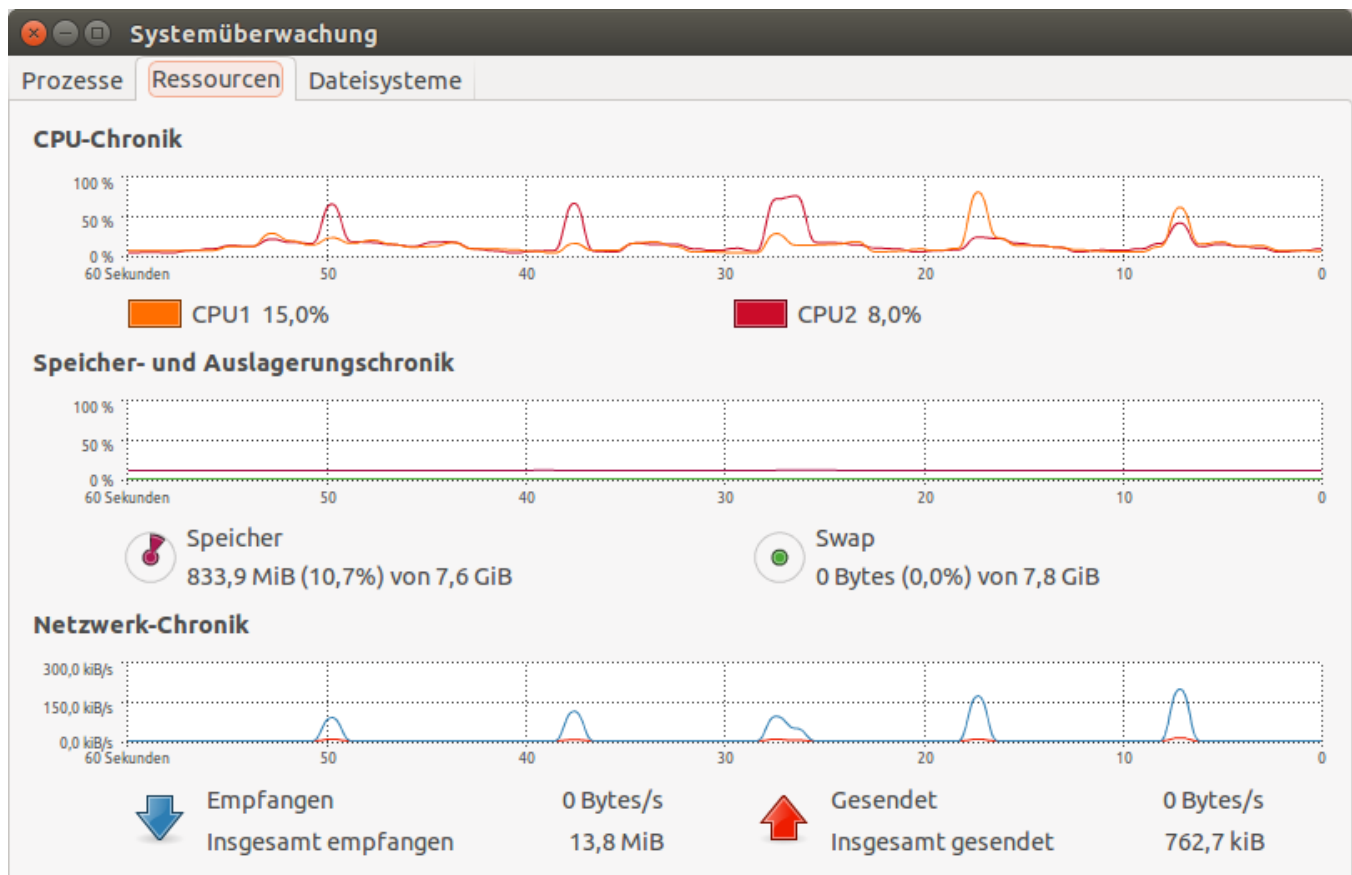 Systemüberwachung
Prozesse Ressourcen Dateisysteme
CPU-Chronik
100 %
50 %
0 %
60 Sekunden 50 40 30 20 10 0
CPU1 15,0% CPU2 8,0%
Speicher- und Auslagerungschronik
100 %
50 %
0 %
60 Sekunden 50 40 30 20 10 0
Speicher Swap
833,9 MiB (10,7%) von 7,6 GiB 0 Bytes (0,0%) von 7,8 GiB
Netzwerk-Chronik
300,0 kiB/s
150,0 kiB/s
0,0 kiB/s
60 Sekunden 50 40 30 20 10 0
Empfangen 0 Bytes/s Gesendet 0 Bytes/s
Insgesamt empfangen 13,8 MiB Insgesamt gesendet 762,7 kiB